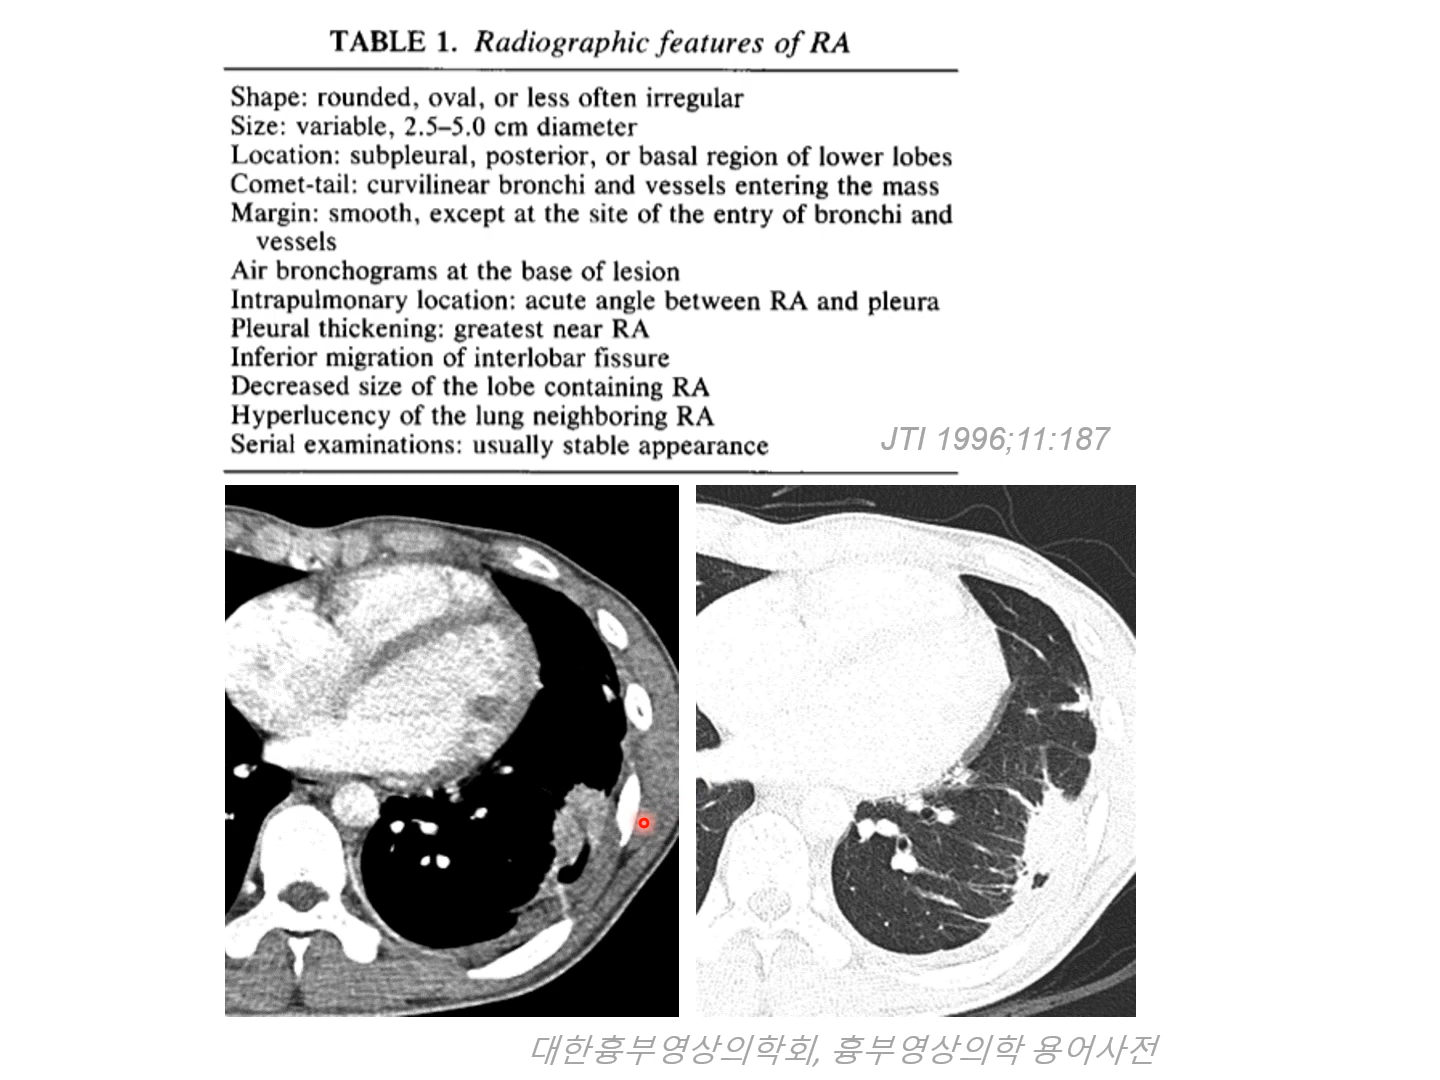 TABLE 1. Radiographic features of RA
Shape: rounded, oval, or less often irregular
Size: variable, 2.5–5.0 cm diameter
Location: subpleural, posterior, or basal region of lower lobes
Comet-tail: curvilinear bronchi and vessels entering the mass
Margin: smooth, except at the site of the entry of bronchi and
vessels
Air bronchograms at the base of lesion
Intrapulmonary location: acute angle between RA and pleura
Pleural thickening: greatest near RA
Inferior migration of interlobar fissure
Decreased size of the lobe containing RA
Hyperlucency of the lung neighboring RA
Serial examinations: usually stable appearance
JTI 1996;11:187
대한흉부영상의학회, 흉부영상의학 용어사전